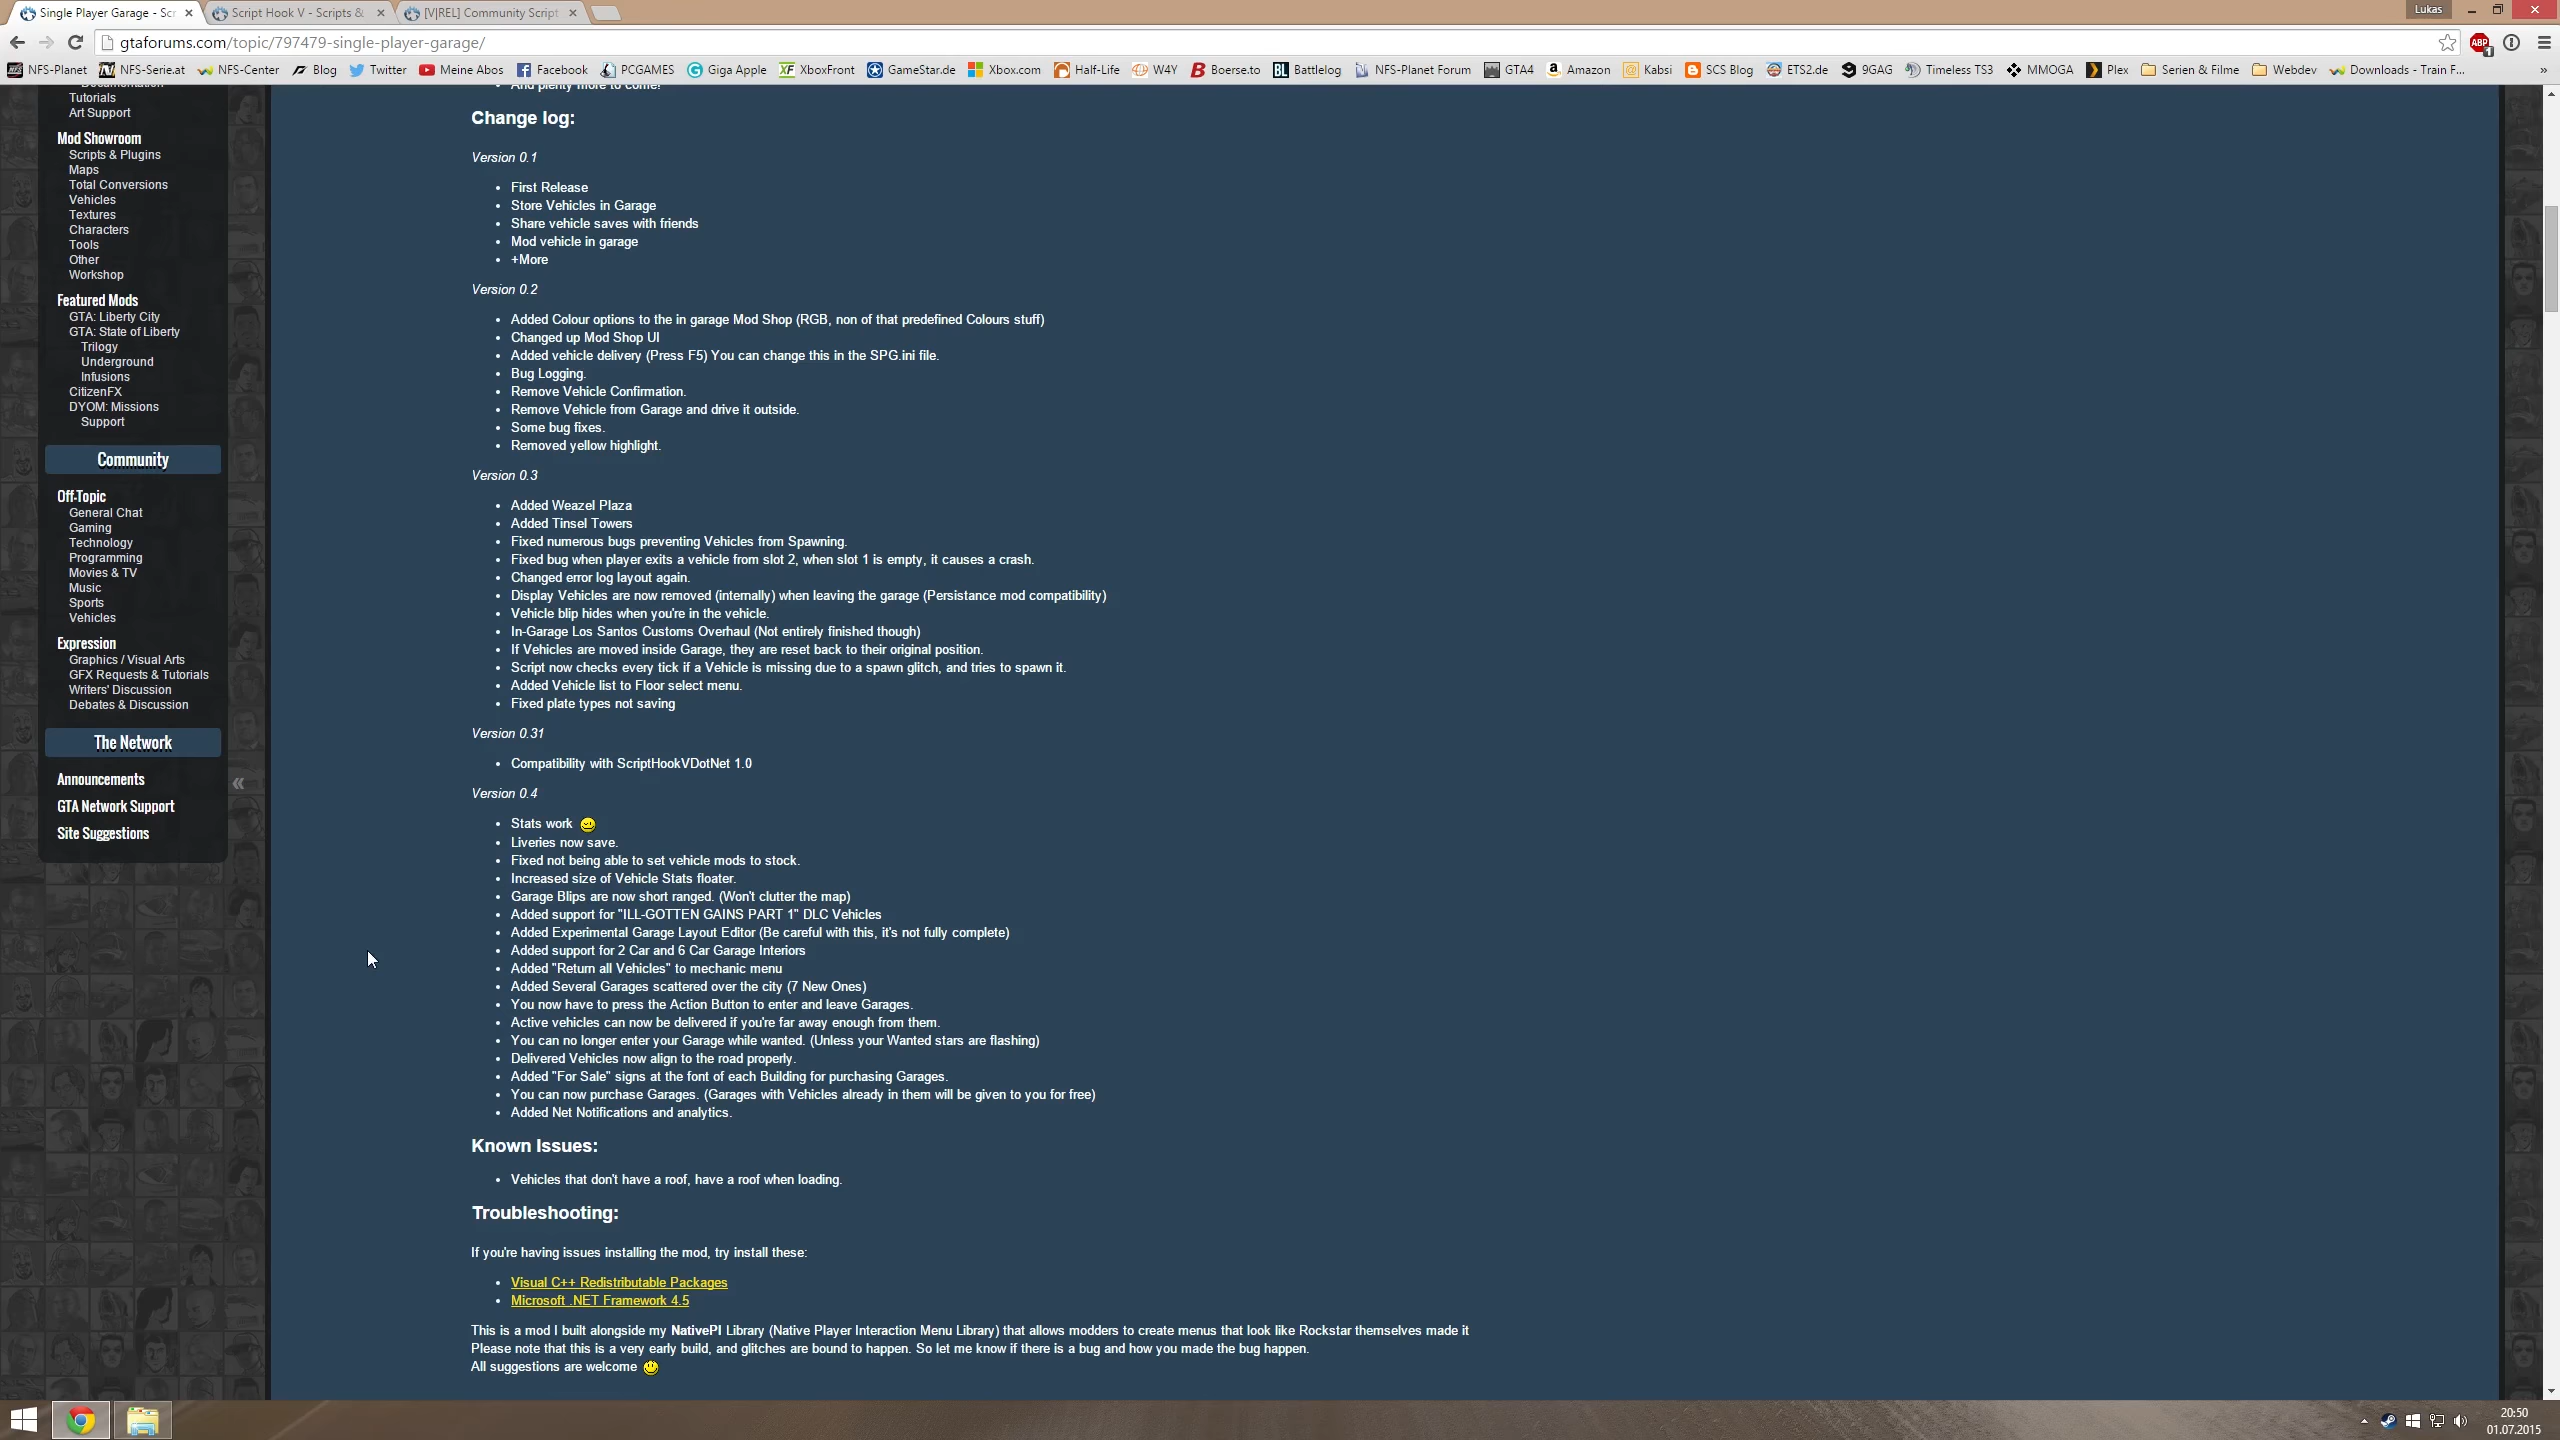 Single Player Garage - Scr
Script Hook V - Scripts &
[V|REL] Community Script
Lukas
gtaforums.com/topic/797479-single-player-garage/
ABP
1
NFS-Planet
NFS-Serie.at
NFS-Center
Blog
Twitter
Meine Abos
Facebook
PCGAMES
Giga Apple
XboxFront
GameStar.de
Xbox.com
Half-Life
W4Y
Boerse.to
Battlelog
NFS-Planet Forum
GTA4
Amazon
Kabsi
SCS Blog
ETS2.de
9GAG
Timeless TS3
MMOGA
Plex
Serien & Filme
Webdev
Downloads - Train F...
Documentation
Tutorials
Art Support
Mod Showroom
Scripts & Plugins
Maps
Total Conversions
Vehicles
Textures
Characters
Tools
Other
Workshop
Featured Mods
GTA: Liberty City
GTA: State of Liberty
Trilogy
Underground
Infusions
CitizenFX
DYOM: Missions
Support
Community
Off-Topic
General Chat
Gaming
Technology
Programming
Movies & TV
Music
Sports
Vehicles
Expression
Graphics / Visual Arts
GFX Requests & Tutorials
Writers' Discussion
Debates & Discussion
The Network
Announcements
GTA Network Support
Site Suggestions
And plenty more to come!
Change log:
Version 0.1
First Release
Store Vehicles in Garage
Share vehicle saves with friends
Mod vehicle in garage
+More
Version 0.2
Added Colour options to the in garage Mod Shop (RGB, non of that predefined Colours stuff)
Changed up Mod Shop UI
Added vehicle delivery (Press F5) You can change this in the SPG.ini file.
Bug Logging.
Remove Vehicle Confirmation.
Remove Vehicle from Garage and drive it outside.
Some bug fixes.
Removed yellow highlight.
Version 0.3
Added Weazel Plaza
Added Tinsel Towers
Fixed numerous bugs preventing Vehicles from Spawning.
Fixed bug when player exits a vehicle from slot 2, when slot 1 is empty, it causes a crash.
Changed error log layout again.
Display Vehicles are now removed (internally) when leaving the garage (Persistance mod compatibility)
Vehicle blip hides when you're in the vehicle.
In-Garage Los Santos Customs Overhaul (Not entirely finished though)
If Vehicles are moved inside Garage, they are reset back to their original position.
Script now checks every tick if a Vehicle is missing due to a spawn glitch, and tries to spawn it.
Added Vehicle list to Floor select menu.
Fixed plate types not saving
Version 0.31
Compatibility with ScriptHookVDotNet 1.0
Version 0.4
Stats work
Liveries now save.
Fixed not being able to set vehicle mods to stock.
Increased size of Vehicle Stats floater.
Garage Blips are now short ranged. (Won't clutter the map)
Added support for "ILL-GOTTEN GAINS PART 1" DLC Vehicles
Added Experimental Garage Layout Editor (Be careful with this, it's not fully complete)
Added support for 2 Car and 6 Car Garage Interiors
Added "Return all Vehicles" to mechanic menu
Added Several Garages scattered over the city (7 New Ones)
You now have to press the Action Button to enter and leave Garages.
Active vehicles can now be delivered if you're far away enough from them.
You can no longer enter your Garage while wanted. (Unless your Wanted stars are flashing)
Delivered Vehicles now align to the road properly.
Added "For Sale" signs at the font of each Building for purchasing Garages.
You can now purchase Garages. (Garages with Vehicles already in them will be given to you for free)
Added Net Notifications and analytics.
Known Issues:
Vehicles that don't have a roof, have a roof when loading.
Troubleshooting:
If you're having issues installing the mod, try install these:
Visual C++ Redistributable Packages
Microsoft .NET Framework 4.5
This is a mod I built alongside my NativePI Library (Native Player Interaction Menu Library) that allows modders to create menus that look like Rockstar themselves made it
Please note that this is a very early build, and glitches are bound to happen. So let me know if there is a bug and how you made the bug happen.
All suggestions are welcome
20:50
01.07.2015